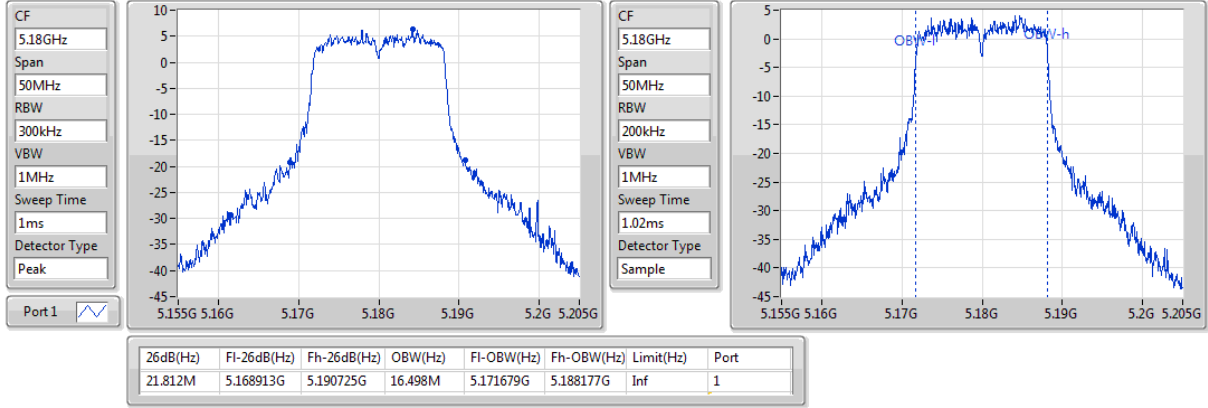 CF
5.18GHz
Span
50MHz
RBW
300kHz
VBW
1MHz
Sweep Time
1ms
Detector Type
Peak
Port 1
10
5
0
-5
-10
-15
-20
-25
-30
-35
-40
-45
5.155G 5.16G 5.17G 5.18G 5.19G 5.2G 5.205G
CF
5.18GHz
Span
50MHz
RBW
200kHz
VBW
1MHz
Sweep Time
1.02ms
Detector Type
Sample
5
0
-5
-10
-15
-20
-25
-30
-35
-40
-45
OBW-l OBW-h
5.155G 5.16G 5.17G 5.18G 5.19G 5.2G 5.205G
26dB(Hz) Fl-26dB(Hz) Fh-26dB(Hz) OBW(Hz) Fl-OBW(Hz) Fh-OBW(Hz) Limit(Hz) Port
21.812M 5.168913G 5.190725G 16.498M 5.171679G 5.188177G Inf 1